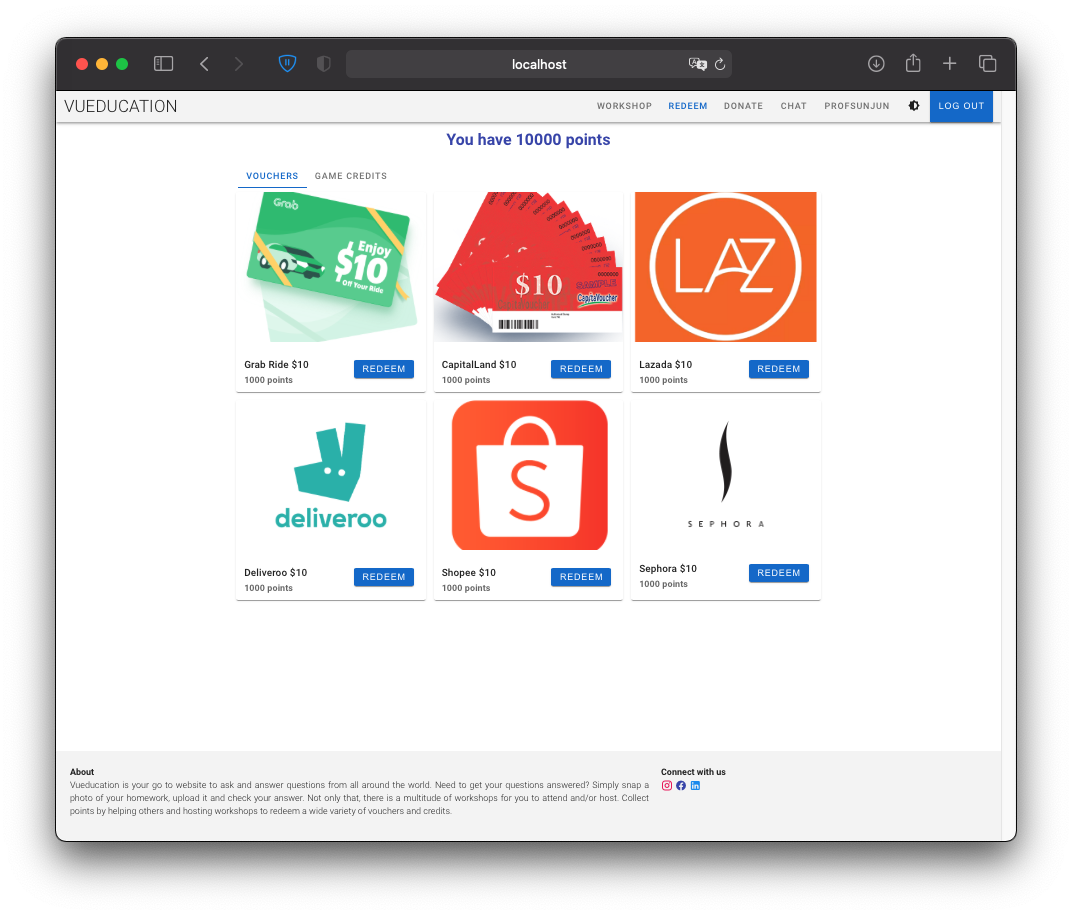 localhost
VUEDUCATION
WORKSHOP REDEEM DONATE CHAT PROFSUNJUN LOG OUT
You have 10000 points
VOUCHERS GAME CREDITS
Grab
Enjoy
$10
Off Your Ride
$10
SAMPLE
CapitaVoucher
LAZ
Grab Ride $10
1000 points
REDEEM
CapitalLand $10
1000 points
REDEEM
Lazada $10
1000 points
REDEEM
deliveroo
S
SEPHORA
Deliveroo $10
1000 points
REDEEM
Shopee $10
1000 points
REDEEM
Sephora $10
1000 points
REDEEM
About
Vueducation is your go to website to ask and answer questions from all around the world. Need to get your questions answered? Simply snap a
photo of your homework, upload it and check your answer. Not only that, there is a multitude of workshops for you to attend and/or host. Collect
points by helping others and hosting workshops to redeem a wide variety of vouchers and credits.
Connect with us